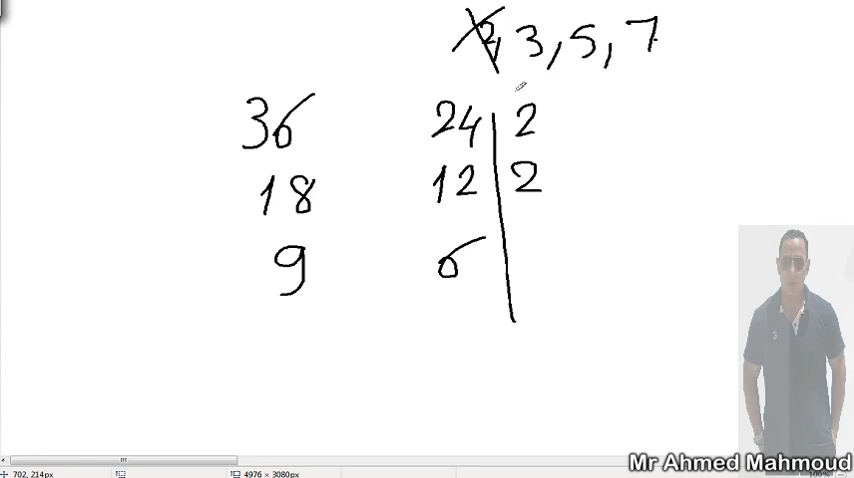 2, 3, 5, 7
36 24 2
18 12 2
9 6
702, 214px 4976 × 3080px 100%
Mr Ahmed Mahmoud